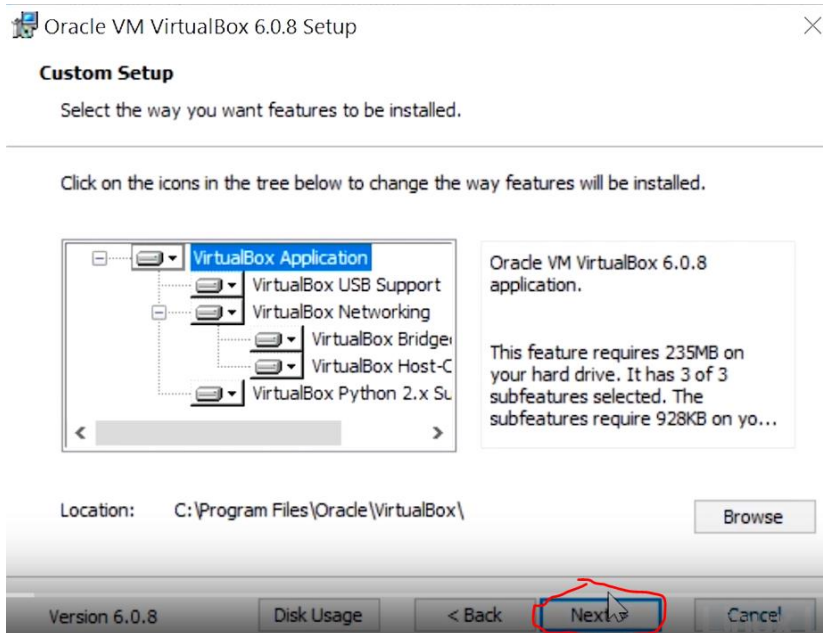 Oracle VM VirtualBox 6.0.8 Setup
Custom Setup
Select the way you want features to be installed.
Click on the icons in the tree below to change the way features will be installed.
VirtualBox Application
VirtualBox USB Support
VirtualBox Networking
VirtualBox Bridge
VirtualBox Host-C
VirtualBox Python 2.x Su
Oracle VM VirtualBox 6.0.8
application.
This feature requires 235MB on
your hard drive. It has 3 of 3
subfeatures selected. The
subfeatures require 928KB on yo...
Location: C:\Program Files\Oracle\VirtualBox\
Browse
Version 6.0.8
Disk Usage
< Back
Next >
Cancel